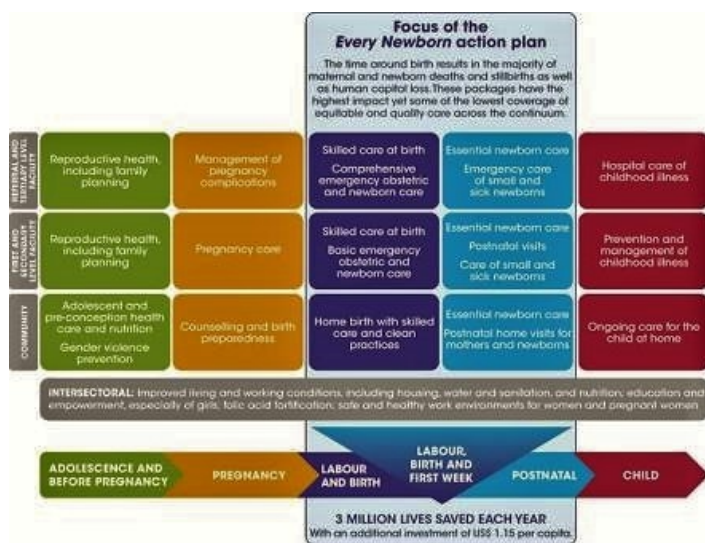 Focus of the
Every Newborn action plan
The time around birth results in the majority of
maternal and newborn deaths and stillbirths as well
as human capital loss. These packages have the
highest impact yet some of the lowest coverage of
equitable and quality care across the continuum.
REFERRAL AND
TERTIARY LEVEL
FACILITY
Reproductive health,
including family
planning
Management of
pregnancy
complications
Skilled care at birth
Comprehensive
emergency obstetric
and newborn care
Essential newborn care
Emergency care
of small and
sick newborns
Hospital care of
childhood illness
FIRST AND
SECONDARY
LEVEL FACILITY
Reproductive health,
including family
planning
Pregnancy care
Skilled care at birth
Basic emergency
obstetric and
newborn care
Essential newborn care
Postnatal visits
Care of small and
sick newborns
Prevention and
management of
childhood illness
COMMUNITY
Adolescent and
pre-conception health
care and nutrition
Gender violence
prevention
Counselling and birth
preparedness
Home birth with skilled
care and clean
practices
Essential newborn care
Postnatal home visits for
mothers and newborns
Ongoing care for the
child at home
INTERSECTORAL: Improved living and working conditions, including housing, water and sanitation, and nutrition; education and
empowerment, especially of girls; folic acid fortification; safe and healthy work environments for women and pregnant women
ADOLESCENCE AND
BEFORE PREGNANCY
PREGNANCY
LABOUR
AND BIRTH
LABOUR,
BIRTH AND
FIRST WEEK
POSTNATAL
CHILD
3 MILLION LIVES SAVED EACH YEAR
With an additional investment of US$ 1.15 per capita.